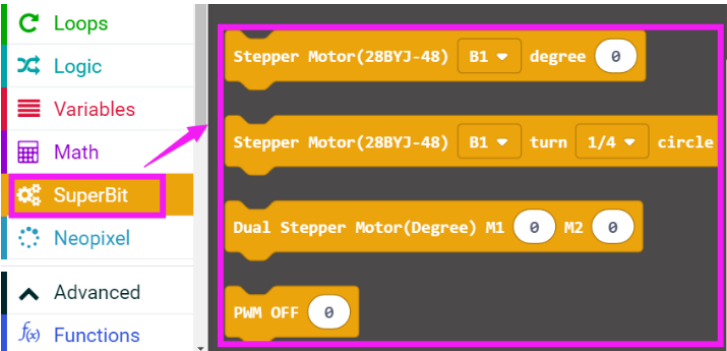 Loops
Logic
Variables
Math
SuperBit
Neopixel
Advanced
f(x) Functions
Stepper Motor(28BYJ-48) B1 degree 0
Stepper Motor(28BYJ-48) B1 turn 1/4 circle
Dual Stepper Motor(Degree) M1 0 M2 0
PWM OFF 0